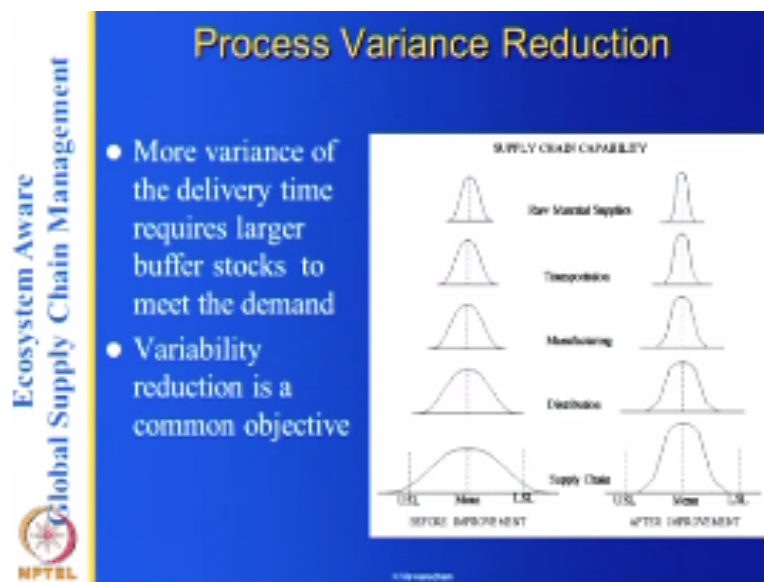 Process Variance Reduction
Ecosystem Aware
Global Supply Chain Management
● More variance of
the delivery time
requires larger
buffer stocks to
meet the demand
● Variability
reduction is a
common objective
SUPPLY CHAIN CAPABILITY
Raw Material Supplies
Transportation
Manufacturing
Distribution
Supply Chain
USL Mean LSL
USL Mean LSL
BEFORE IMPROVEMENT
AFTER IMPROVEMENT
NPTEL